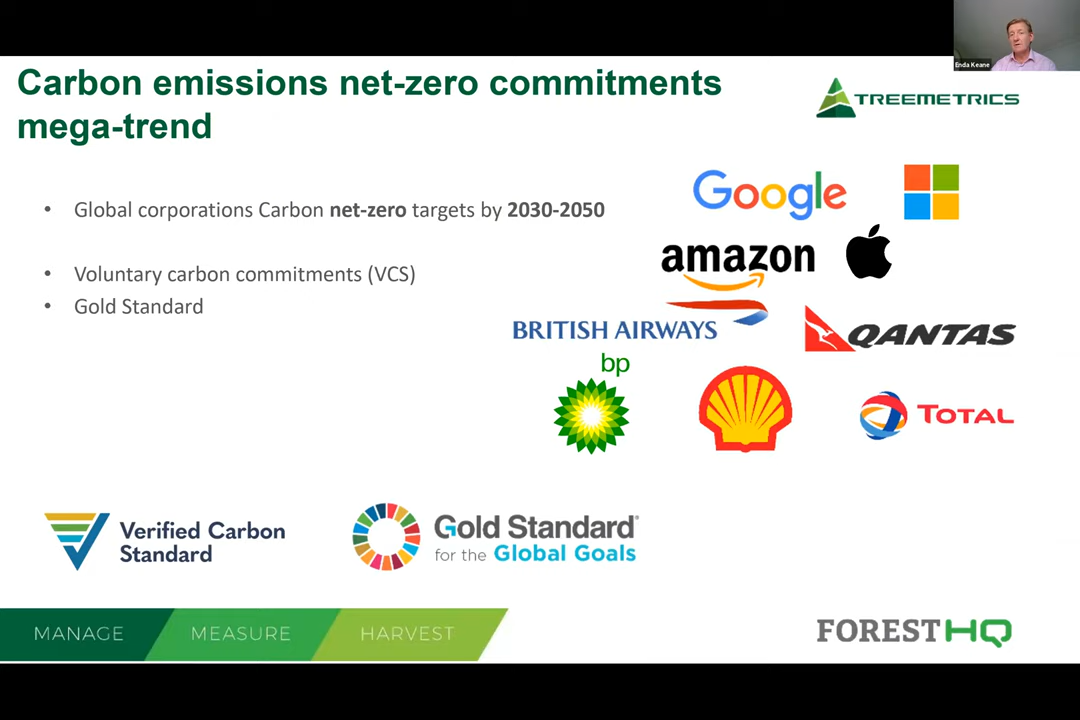 Enda Keane
Carbon emissions net-zero commitments
mega-trend
TREEMETRICS
• Global corporations Carbon net-zero targets by 2030-2050
• Voluntary carbon commitments (VCS)
• Gold Standard
Google
amazon
BRITISH AIRWAYS
QANTAS
bp
TOTAL
Verified Carbon
Standard
Gold Standard®
for the Global Goals
MANAGE MEASURE HARVEST
FOREST HQ